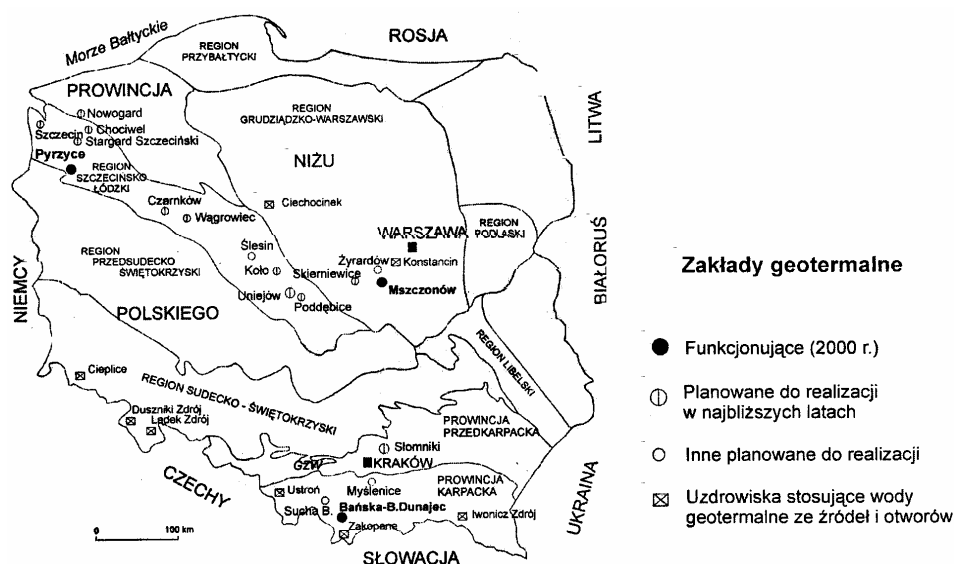 Morze Bałtyckie
ROSJA
REGION
PRZYBAŁTYCKI
PROWINCJA
LITWA
Nowogard
REGION
GRUDZIĄDZKO-WARSZAWSKI
Szczecin
Chociwel
Stargard Szczeciński
Pyrzyce
NIŻU
REGION
SZCZECIŃSKO
ŁÓDZKI
Czarnków
Wągrowiec
Ciechocinek
WARSZAWA
REGION
PODLASKI
BIAŁORUŚ
NIEMCY
REGION
PRZEDSUDECKO
ŚWIĘTOKRZYSKI
Ślesin
Koło
Skierniewice
Żyrardów
Konstancin
Mszczonów
Uniejów
Poddębice
POLSKIEGO
REGION LIBELSKI
Cieplice
REGION SUDECKO - ŚWIĘTOKRZYSKI
Duszniki Zdrój
Lądek Zdrój
PROWINCJA
PRZEDKARPACKA
Słomniki
GZW
KRAKÓW
CZECHY
Ustroń
Myślenice
PROWINCJA
KARPACKA
Sucha B.
Bańska-B.Dunajec
Iwonicz Zdrój
Zakopane
UKRAINA
0 100 km
SŁOWACJA
Zakłady geotermalne
Funkcjonujące (2000 r.)
Planowane do realizacji
w najbliższych latach
Inne planowane do realizacji
Uzdrowiska stosujące wody
geotermalne ze źródeł i otworów